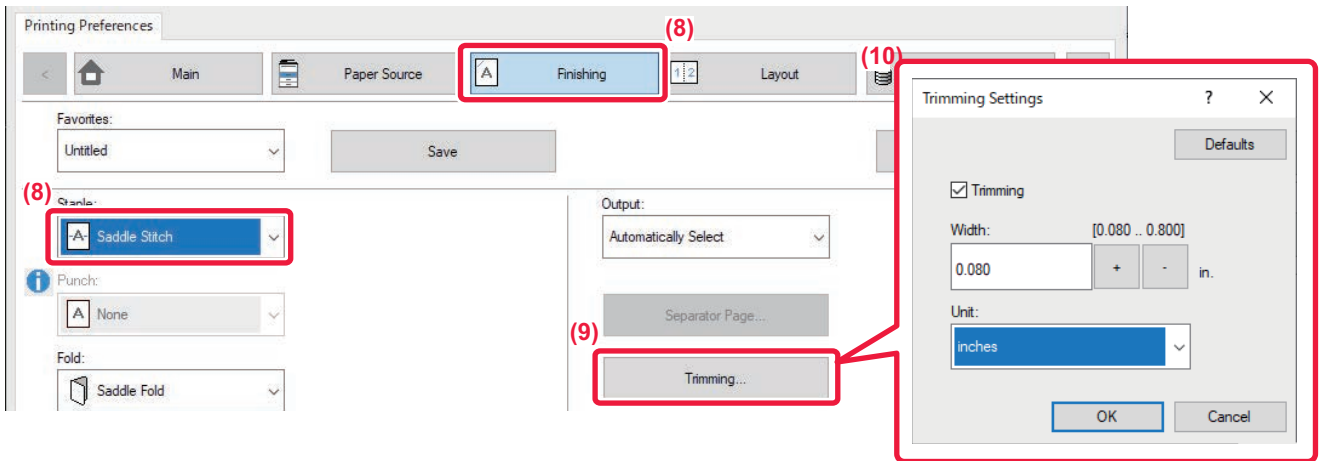 Printing Preferences
(8)
(10)
< Main Paper Source A Finishing 1 2 Layout
Favorites:
Untitled Save
(8)
Staple:
-A- Saddle Stitch
Output:
Automatically Select
i Punch:
A None
Separator Page...
(9)
Fold:
Saddle Fold
Trimming...
Trimming Settings ? ×
Defaults
Trimming
Width: [0.080 .. 0.800]
0.080 + - in.
Unit:
inches
OK Cancel